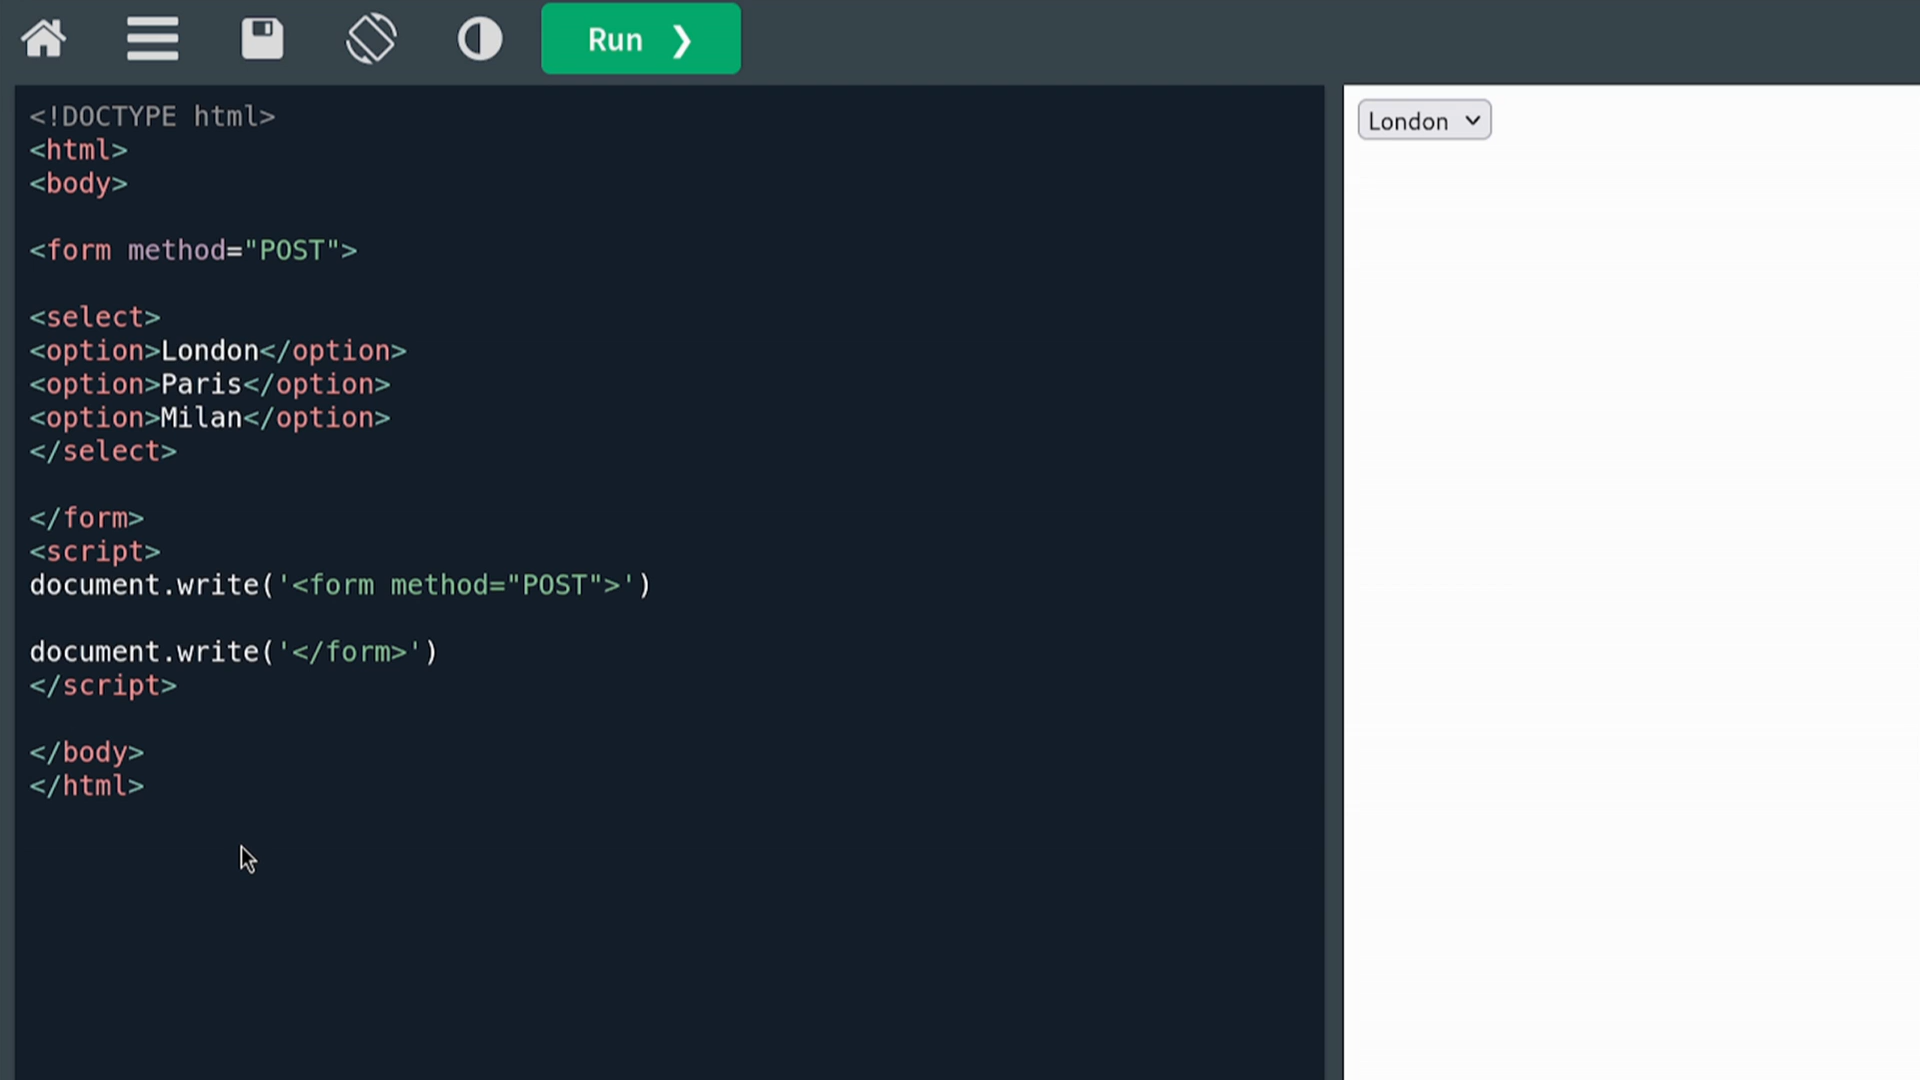 Run ❯
<!DOCTYPE html>
<html>
<body>
<form method="POST">
<select>
<option>London</option>
<option>Paris</option>
<option>Milan</option>
</select>
</form>
<script>
document.write('<form method="POST">')
document.write('</form>')
</script>
</body>
</html>
London